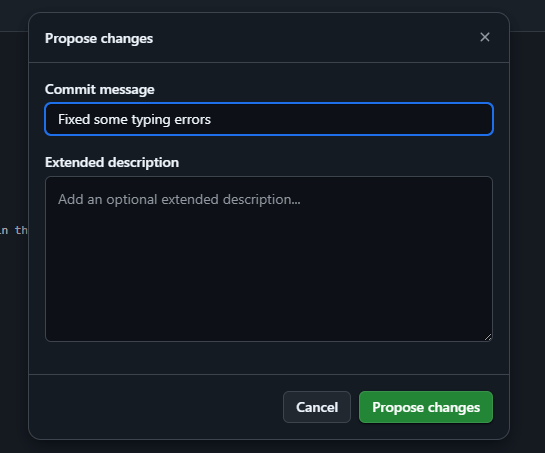 Propose changes
Commit message
Fixed some typing errors
Extended description
Add an optional extended description...
in th
Cancel
Propose changes